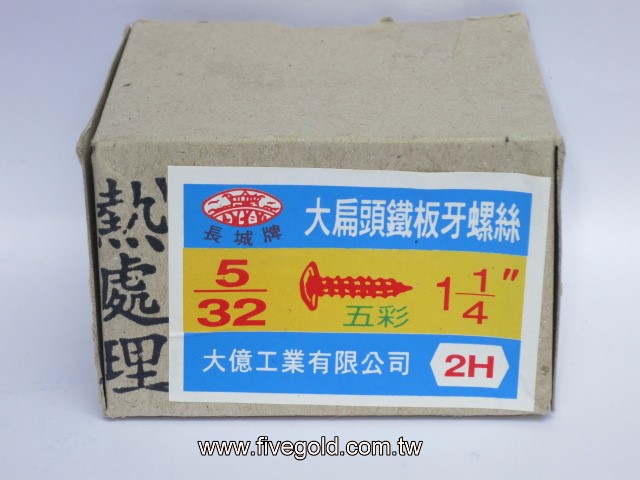 熱處理
長城牌
大扁頭鐵板牙螺絲
5/32
五彩
1 1/4"
大億工業有限公司
2H
www.fivegold.com.tw